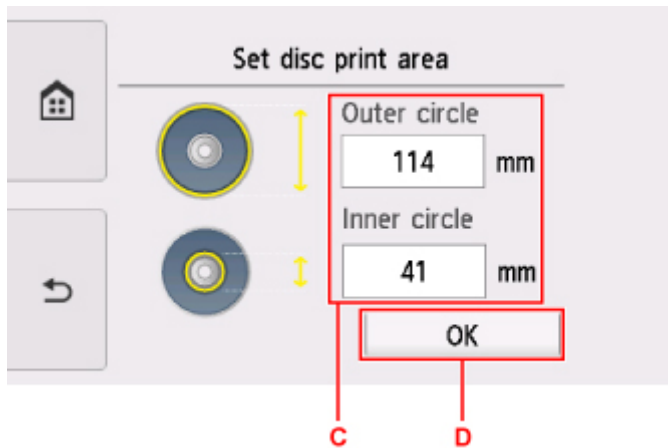 Set disc print area
Outer circle
114 mm
Inner circle
41 mm
OK
C D